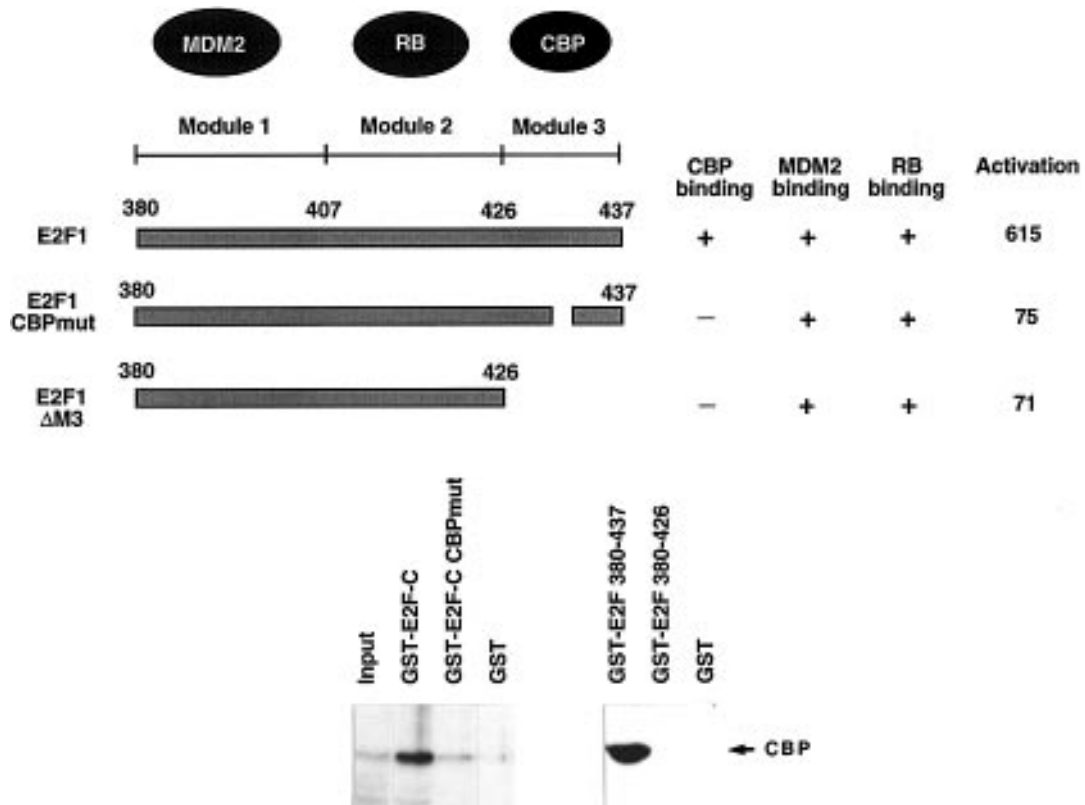 MDM2 RB CBP
Module 1 Module 2 Module 3
CBP binding MDM2 binding RB binding Activation
380 407 426 437
E2F1 + + + 615
380 437
E2F1 CBPmut – + + 75
380 426
E2F1 ΔM3 – + + 71
Input
GST-E2F-C
GST-E2F-C CBPmut
GST
GST-E2F 380-437
GST-E2F 380-426
GST
CBP